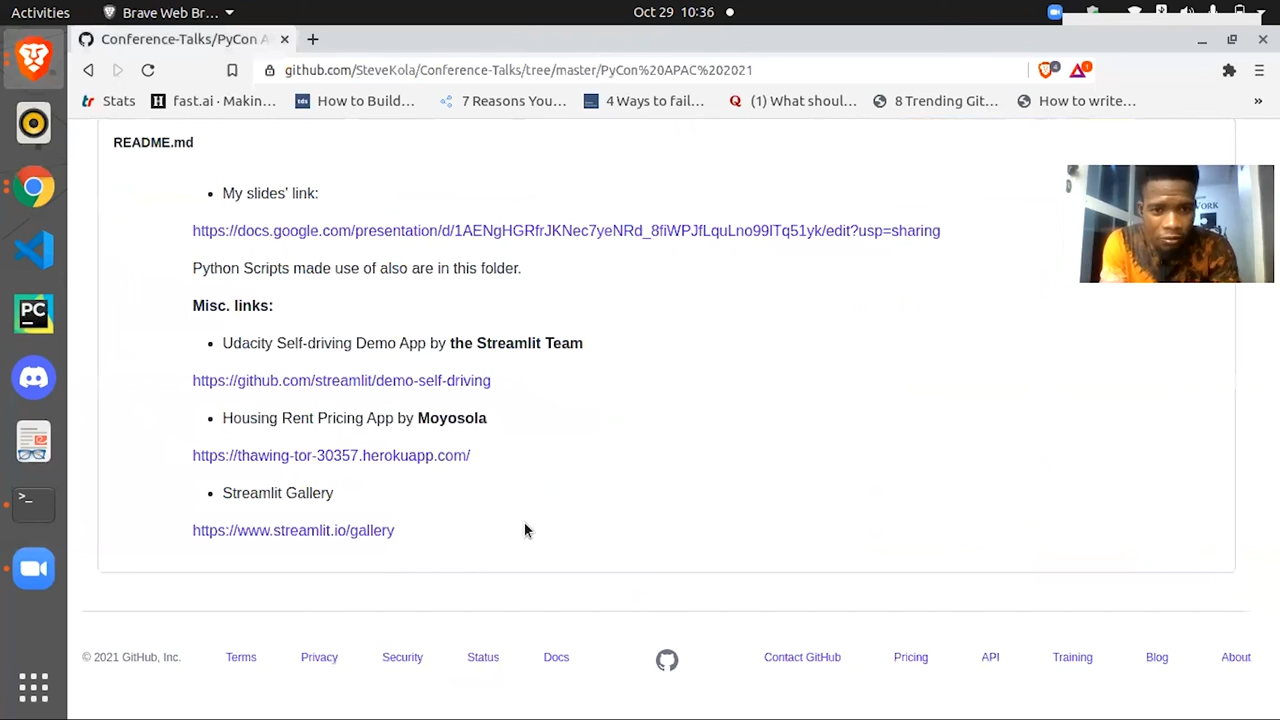 Activities
Brave Web Br...
Oct 29 10:36
Conference-Talks/PyCon A
github.com/SteveKola/Conference-Talks/tree/master/PyCon%20APAC%202021
4
1
tr Stats
H fast.ai · Makin...
tds How to Build...
7 Reasons You...
4 Ways to fail...
Q (1) What shoul...
8 Trending Git...
How to write...
»
README.md
• My slides' link:
https://docs.google.com/presentation/d/1AENgHGRfrJKNec7yeNRd_8fiWPJfLquLno99lTq51yk/edit?usp=sharing
Python Scripts made use of also are in this folder.
Misc. links:
• Udacity Self-driving Demo App by the Streamlit Team
https://github.com/streamlit/demo-self-driving
• Housing Rent Pricing App by Moyosola
https://thawing-tor-30357.herokuapp.com/
• Streamlit Gallery
https://www.streamlit.io/gallery
© 2021 GitHub, Inc.
Terms
Privacy
Security
Status
Docs
Contact GitHub
Pricing
API
Training
Blog
About
PC
>_